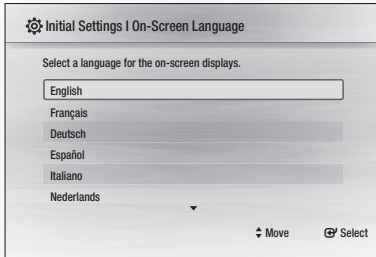 Initial Settings I On-Screen Language
Select a language for the on-screen displays.
English
Français
Deutsch
Español
Italiano
Nederlands
Move Select